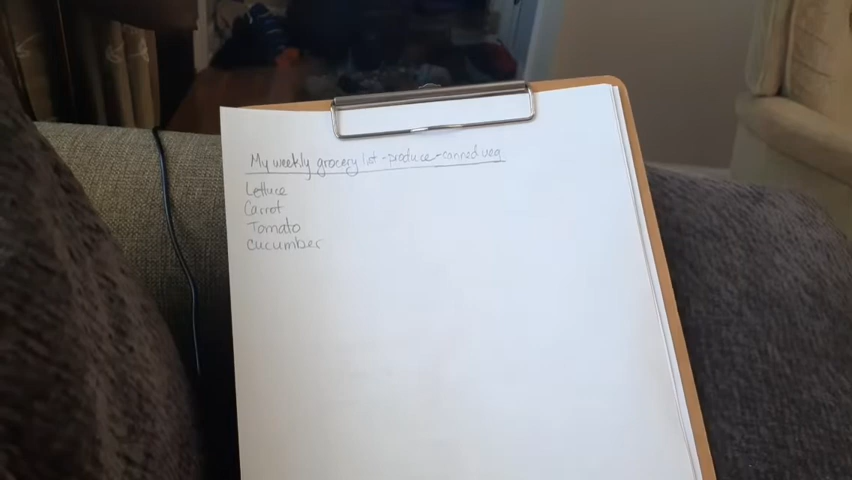 My weekly grocery list - produce - canned veg
Lettuce
Carrot
Tomato
cucumber